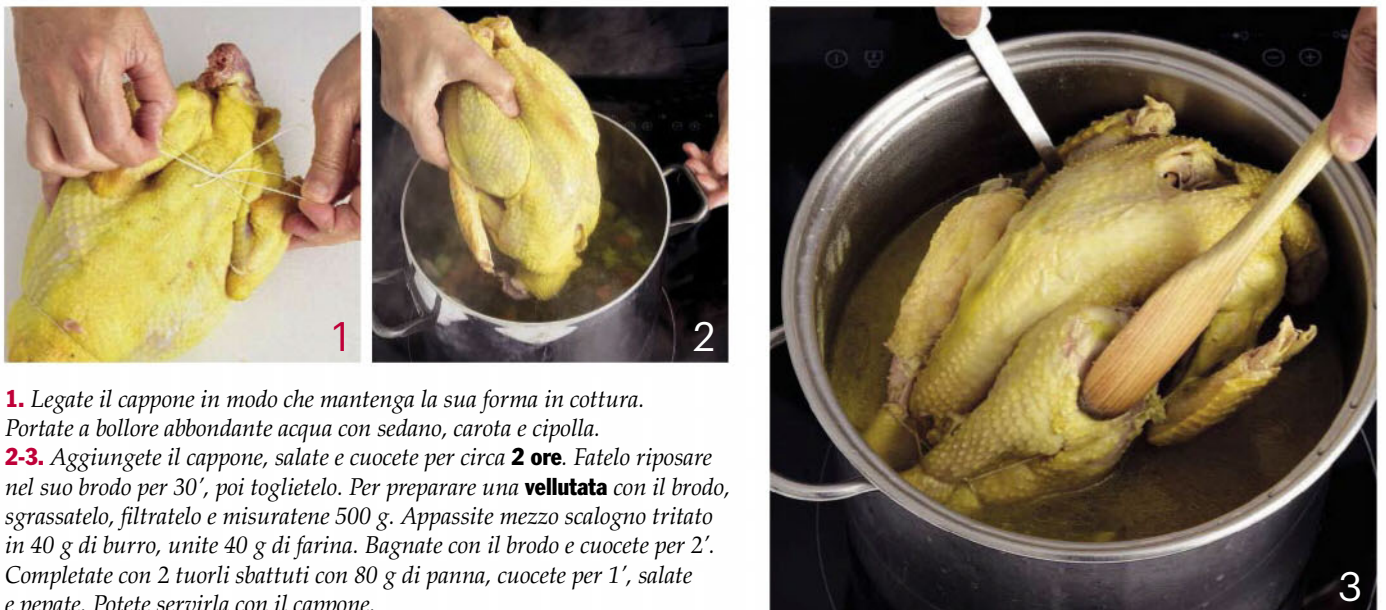 1
2
3
1. Legate il cappone in modo che mantenga la sua forma in cottura.
Portate a bollore abbondante acqua con sedano, carota e cipolla.
2-3. Aggiungete il cappone, salate e cuocete per circa 2 ore. Fatelo riposare
nel suo brodo per 30’, poi toglietelo. Per preparare una vellutata con il brodo,
sgrassatelo, filtratelo e misuratene 500 g. Appassite mezzo scalogno tritato
in 40 g di burro, unite 40 g di farina. Bagnate con il brodo e cuocete per 2’.
Completate con 2 tuorli sbattuti con 80 g di panna, cuocete per 1’, salate
e pepate. Potete servirla con il cappone.